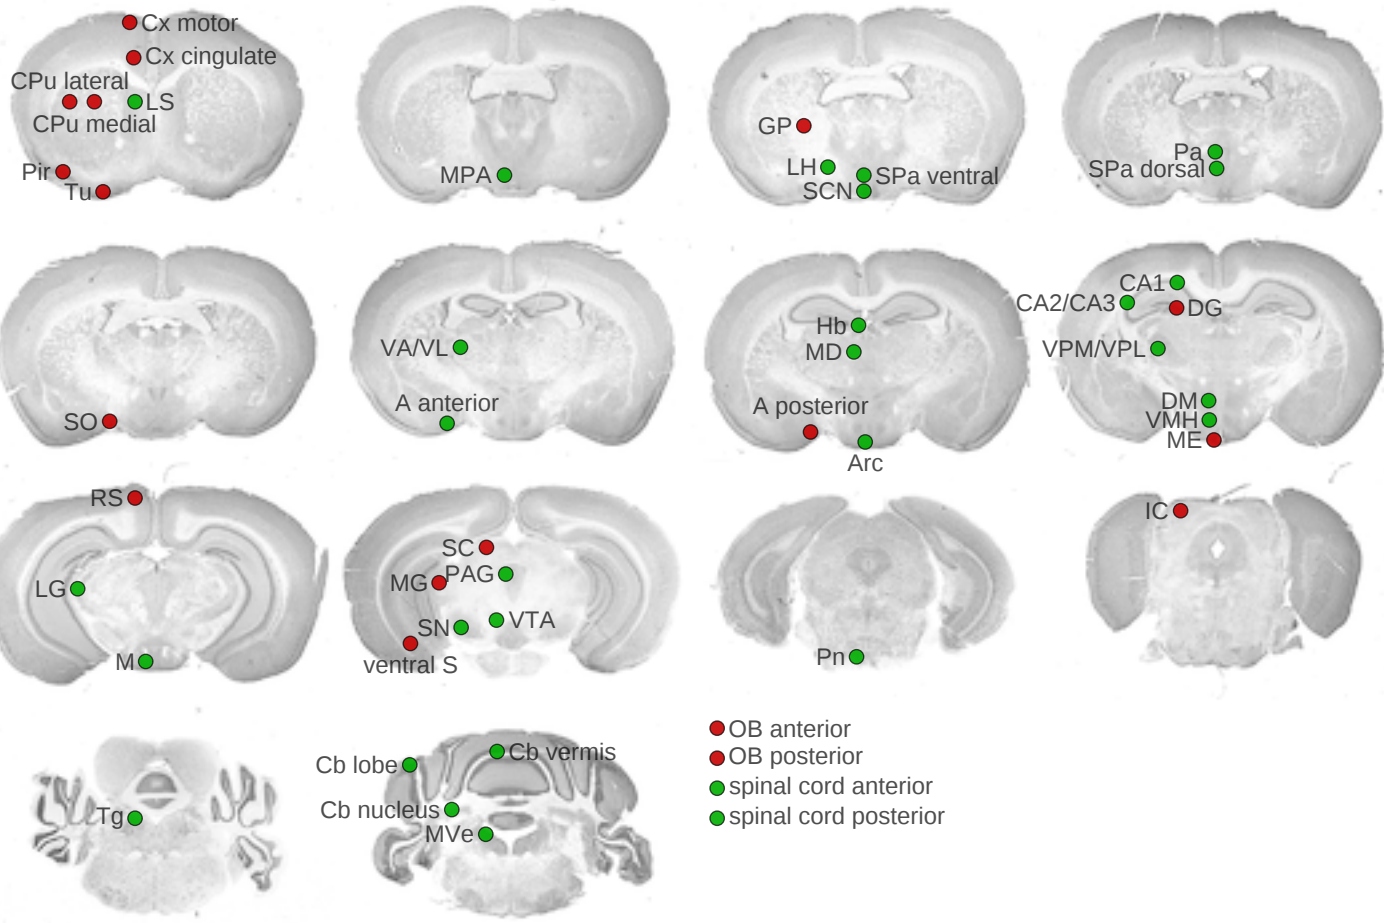 Cx motor
Cx cingulate
CPu lateral
LS
CPu medial
Pir
Tu
MPA
GP
LH
SPa ventral
SCN
Pa
SPa dorsal
SO
VA/VL
A anterior
Hb
MD
A posterior
Arc
CA1
CA2/CA3
DG
VPM/VPL
DM
VMH
ME
RS
LG
M
SC
MG
PAG
SN
VTA
ventral S
Pn
IC
Tg
Cb lobe
Cb vermis
Cb nucleus
MVe
OB anterior
OB posterior
spinal cord anterior
spinal cord posterior